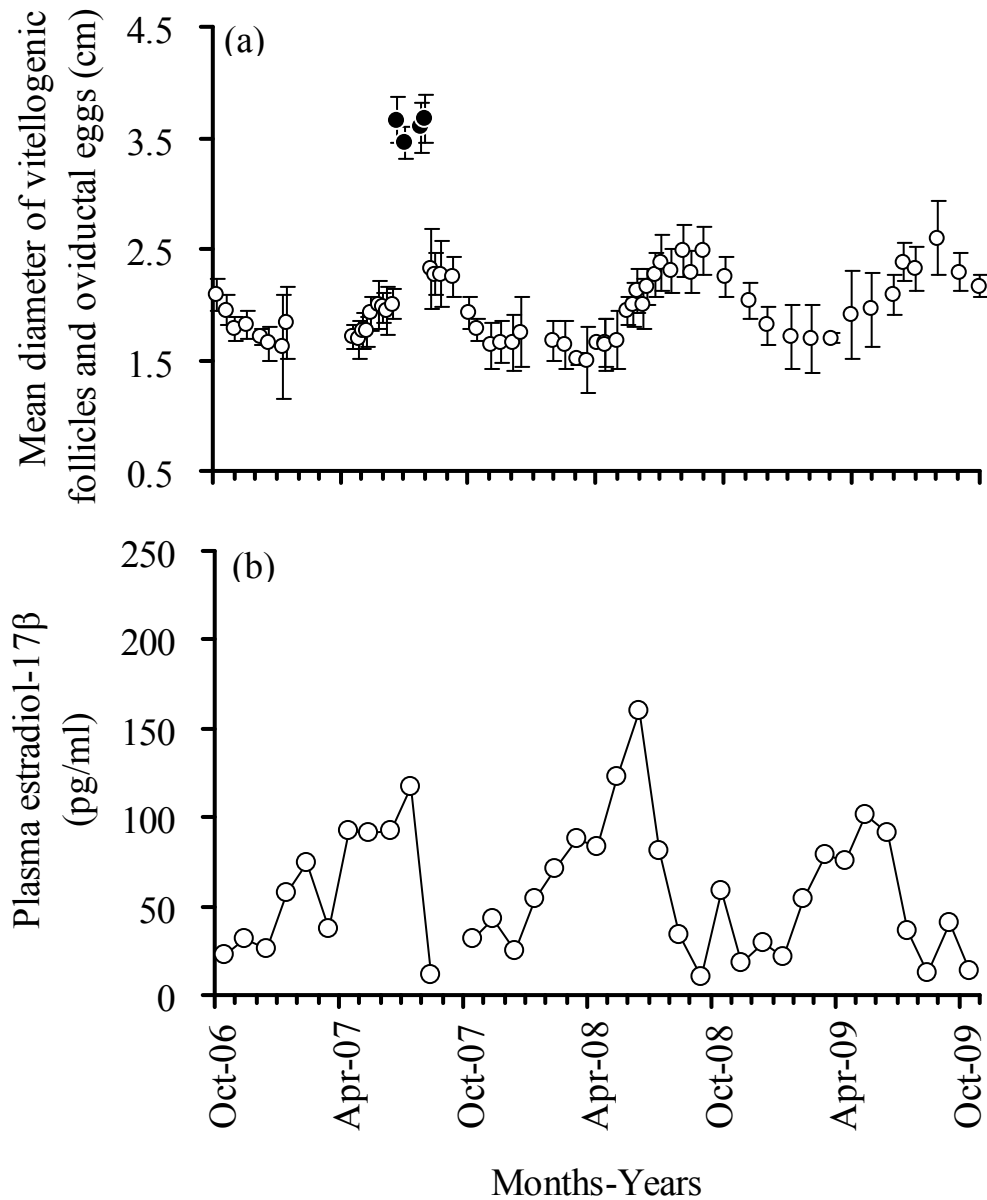 Mean diameter of vitellogenic
follicles and oviductal eggs (cm)
(a)
4.5
3.5
2.5
1.5
0.5
Plasma estradiol-17β
(pg/ml)
(b)
250
200
150
100
50
0
Oct-06
Apr-07
Oct-07
Apr-08
Oct-08
Apr-09
Oct-09
Months-Years